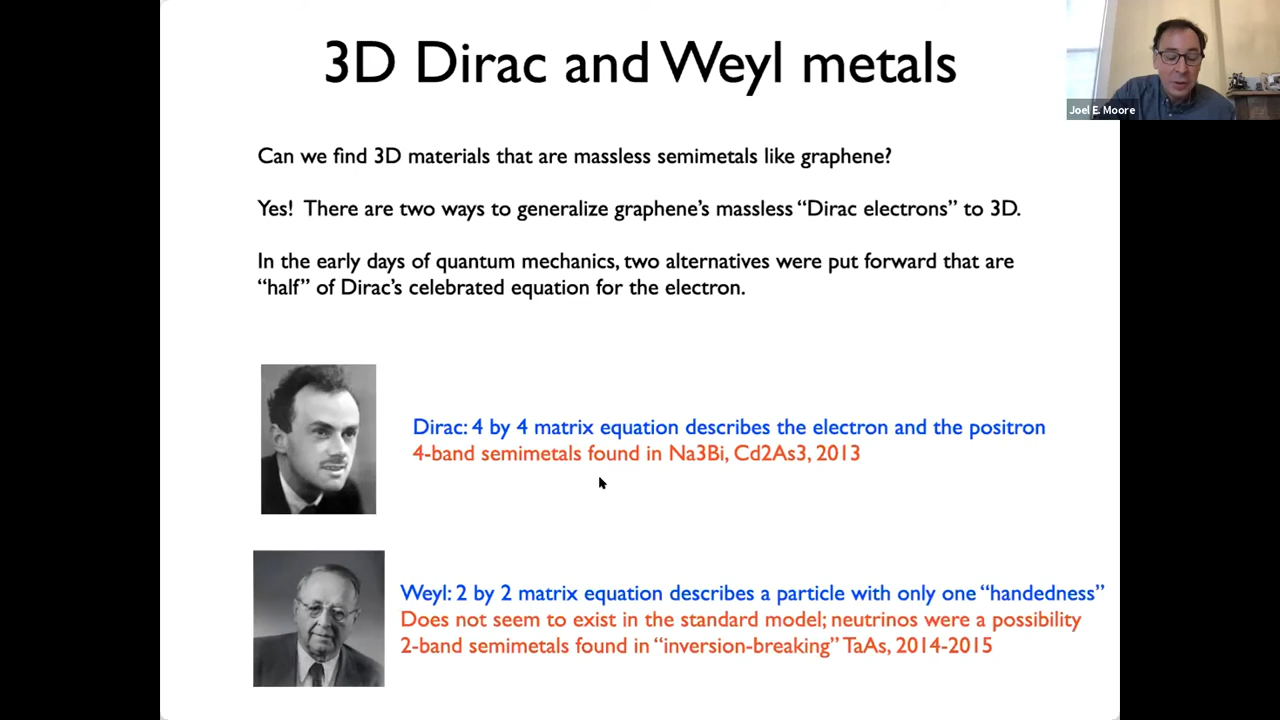 3D Dirac and Weyl metals
Joel E. Moore
Can we find 3D materials that are massless semimetals like graphene?
Yes! There are two ways to generalize graphene’s massless “Dirac electrons” to 3D.
In the early days of quantum mechanics, two alternatives were put forward that are
“half” of Dirac’s celebrated equation for the electron.
Dirac: 4 by 4 matrix equation describes the electron and the positron
4-band semimetals found in Na3Bi, Cd2As3, 2013
Weyl: 2 by 2 matrix equation describes a particle with only one “handedness”
Does not seem to exist in the standard model; neutrinos were a possibility
2-band semimetals found in “inversion-breaking” TaAs, 2014-2015